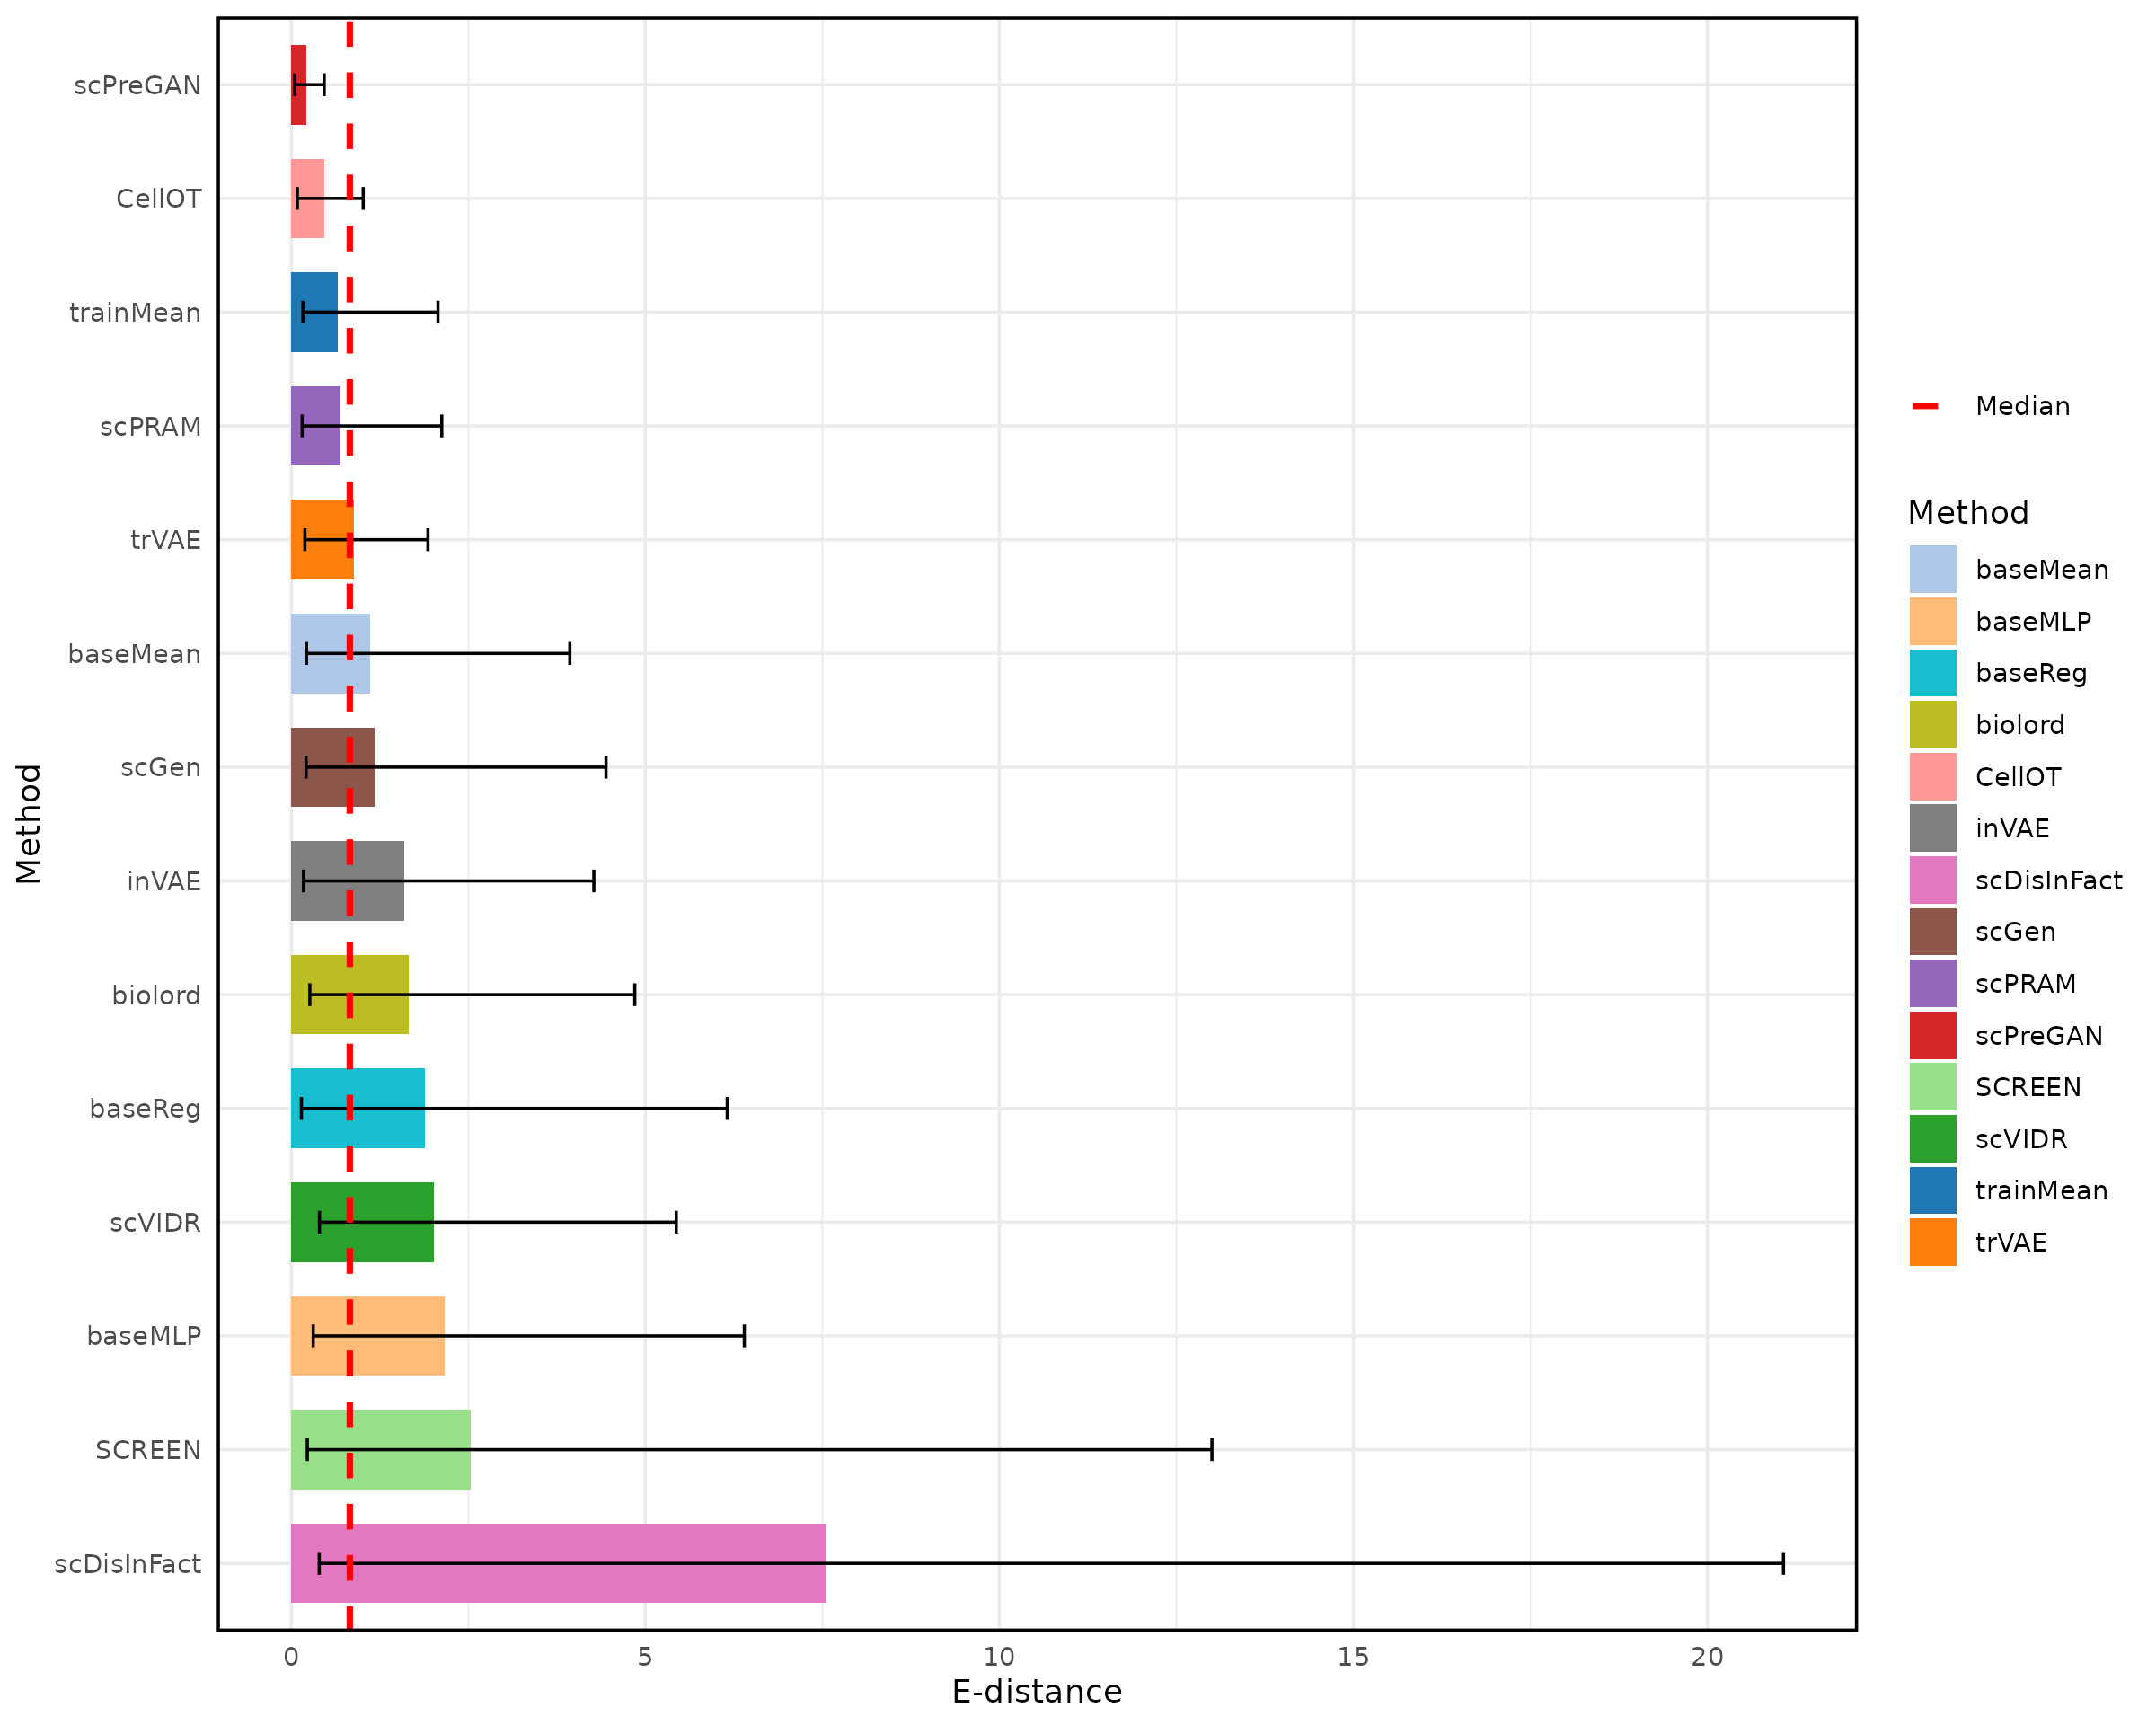 Method
scPreGAN
CellOT
trainMean
scPRAM
trVAE
baseMean
scGen
inVAE
biolord
baseReg
scVIDR
baseMLP
SCREEN
scDisInFact
0 5 10 15 20
E-distance
Median
Method
baseMean
baseMLP
baseReg
biolord
CellOT
inVAE
scDisInFact
scGen
scPRAM
scPreGAN
SCREEN
scVIDR
trainMean
trVAE